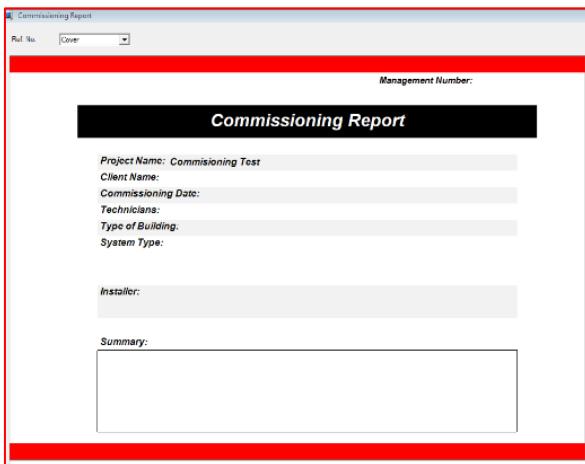 Commissioning Report
Ref. No. Cover
Management Number:
Commissioning Report
Project Name: Commisioning Test
Client Name:
Commissioning Date:
Technicians:
Type of Building:
System Type:
Installer:
Summary: